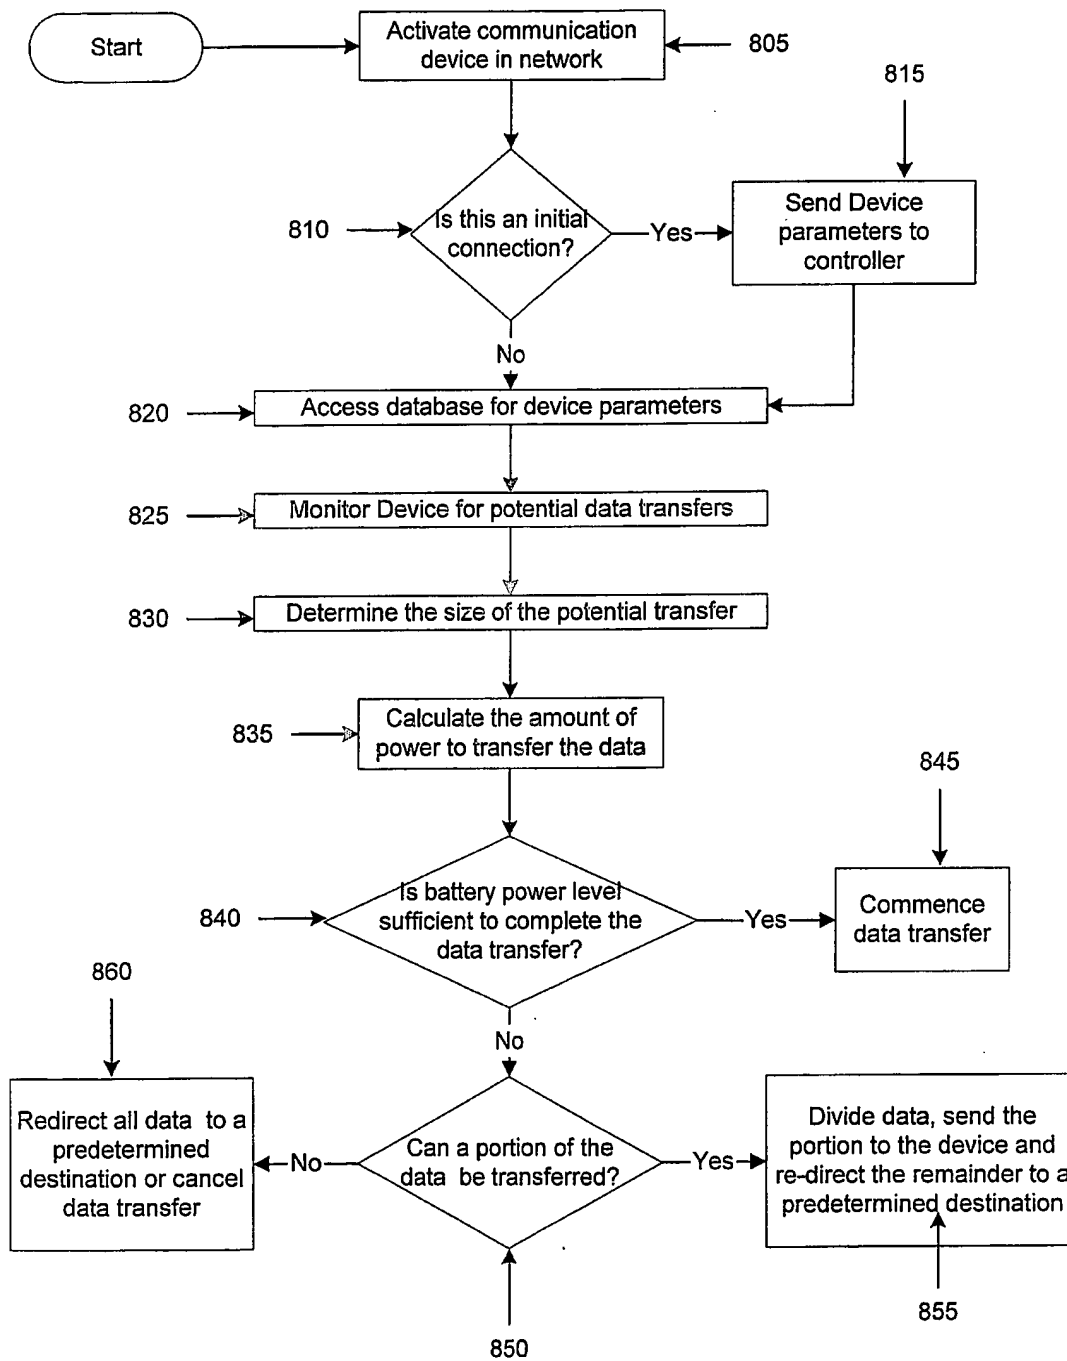 Start
Activate communication
device in network
805
815
810
Is this an initial
connection?
Yes
Send Device
parameters to
controller
No
820
Access database for device parameters
825
Monitor Device for potential data transfers
830
Determine the size of the potential transfer
835
Calculate the amount of
power to transfer the data
845
840
Is battery power level
sufficient to complete the
data transfer?
Yes
Commence
data transfer
860
No
Redirect all data to a
predetermined
destination or cancel
data transfer
No
Can a portion of the
data be transferred?
Yes
Divide data, send the
portion to the device and
re-direct the remainder to a
predetermined destination
850
855